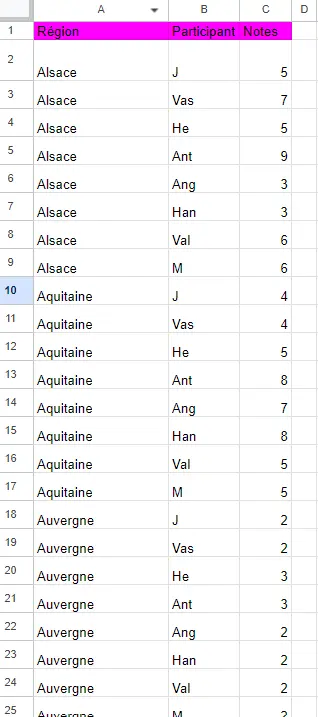 A B C D
1 Région Participant Notes
2 Alsace J 5
3 Alsace Vas 7
4 Alsace He 5
5 Alsace Ant 9
6 Alsace Ang 3
7 Alsace Han 3
8 Alsace Val 6
9 Alsace M 6
10 Aquitaine J 4
11 Aquitaine Vas 4
12 Aquitaine He 5
13 Aquitaine Ant 8
14 Aquitaine Ang 7
15 Aquitaine Han 8
16 Aquitaine Val 5
17 Aquitaine M 5
18 Auvergne J 2
19 Auvergne Vas 2
20 Auvergne He 3
21 Auvergne Ant 3
22 Auvergne Ang 2
23 Auvergne Han 2
24 Auvergne Val 2
25 Auvergne M 2